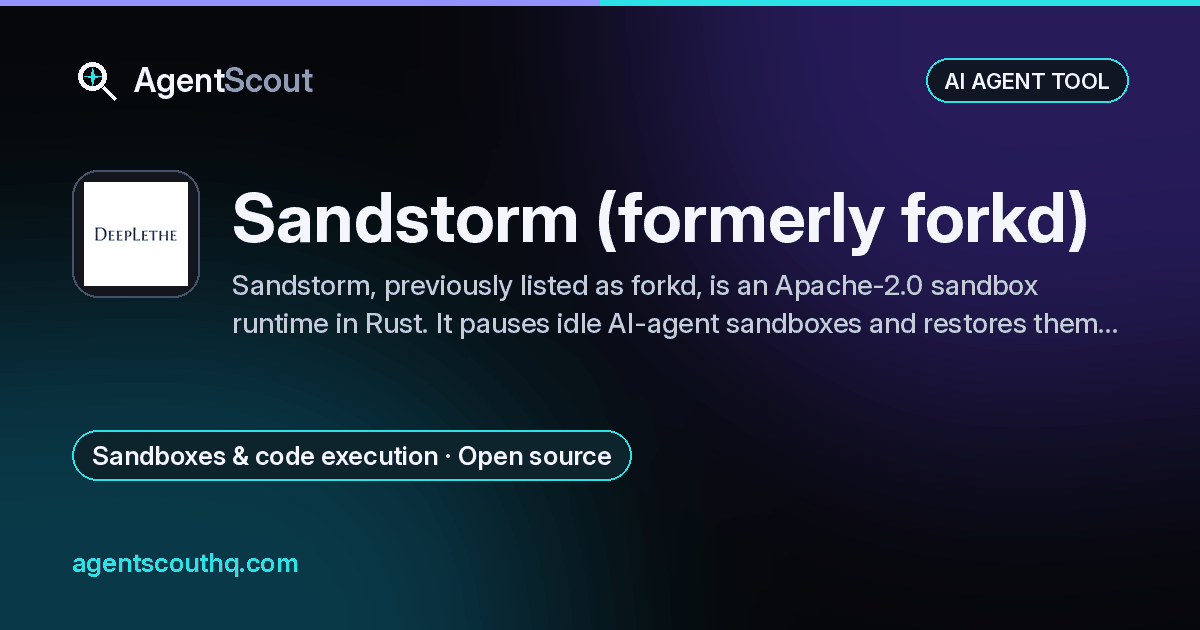 AgentScout
AI AGENT TOOL
DEEPLETHE
Sandstorm (formerly forkd)
Sandstorm, previously listed as forkd, is an Apache-2.0 sandbox
runtime in Rust. It pauses idle AI-agent sandboxes and restores them...
Sandboxes & code execution · Open source
agentscouthq.com